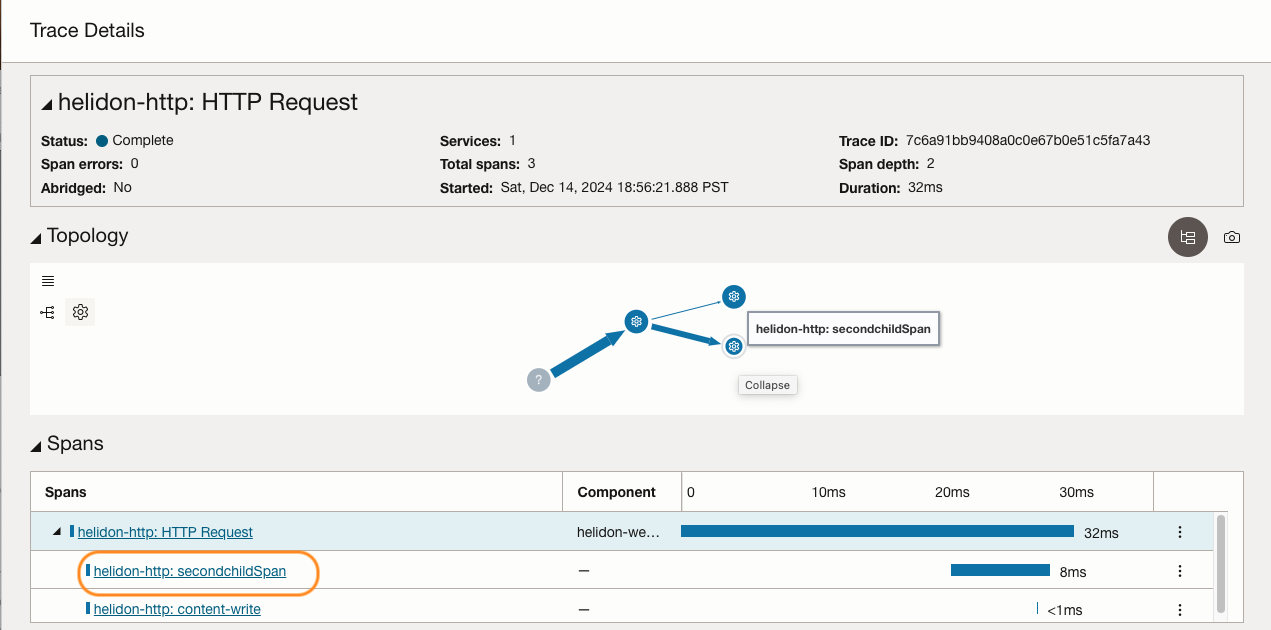 Trace Details
helidon-http: HTTP Request
Status: Complete Services: 1 Trace ID: 7c6a91bb9408a0c0e67b0e51c5fa7a43
Span errors: 0 Total spans: 3 Span depth: 2
Abridged: No Started: Sat, Dec 14, 2024 18:56:21.888 PST Duration: 32ms
Topology
helidon-http: secondchildSpan
?
Collapse
Spans
Spans Component 0 10ms 20ms 30ms
helidon-http: HTTP Request helidon-we... 32ms
helidon-http: secondchildSpan — 8ms
helidon-http: content-write — <1ms